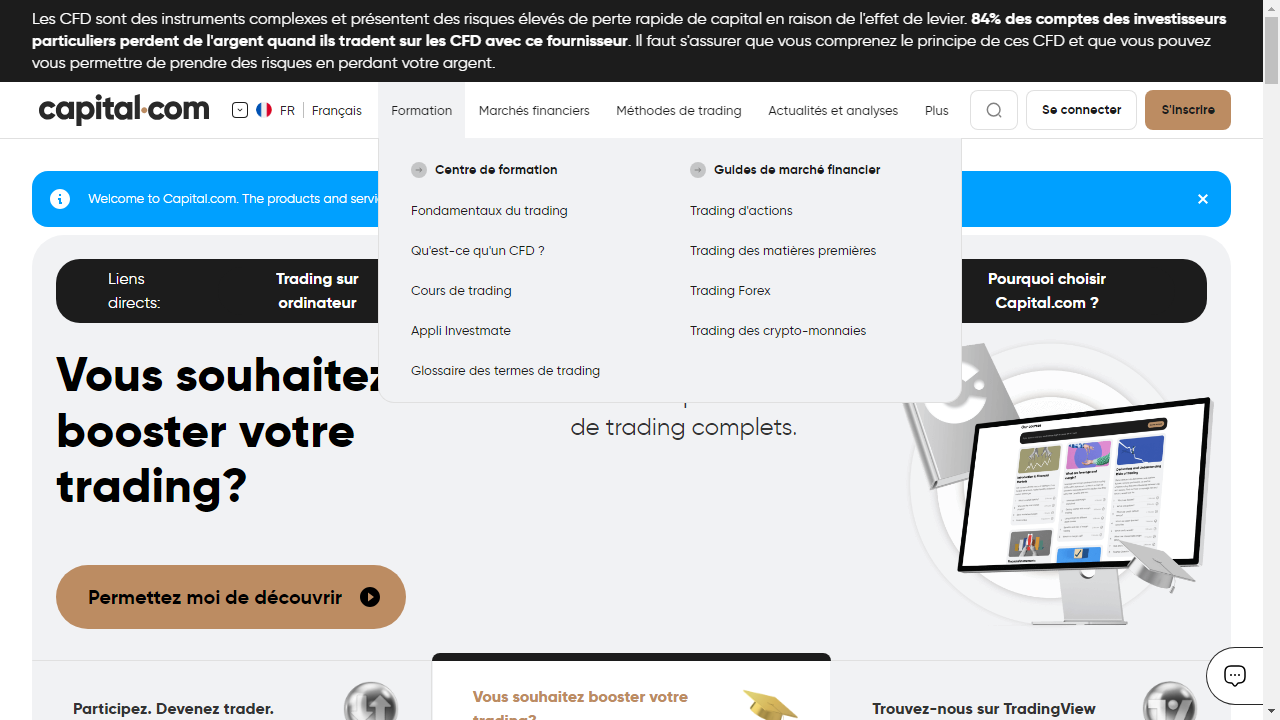 Les CFD sont des instruments complexes et présentent des risques élevés de perte rapide de capital en raison de l'effet de levier. 84% des comptes des investisseurs
particuliers perdent de l'argent quand ils tradent sur les CFD avec ce fournisseur. Il faut s'assurer que vous comprenez le principe de ces CFD et que vous pouvez
vous permettre de prendre des risques en perdant votre argent.
capital.com
FR Français
Formation
Marchés financiers
Méthodes de trading
Actualités et analyses
Plus
Se connecter
S'inscrire
Centre de formation
Fondamentaux du trading
Qu'est-ce qu'un CFD ?
Cours de trading
Appli Investmate
Glossaire des termes de trading
Guides de marché financier
Trading d'actions
Trading des matières premières
Trading Forex
Trading des crypto-monnaies
Welcome to Capital.com. The products and servi
Liens
directs:
Trading sur
ordinateur
Pourquoi choisir
Capital.com ?
Vous souhaitez
booster votre
trading?
de trading complets.
Our courses
Permettez moi de découvrir
Participez. Devenez trader.
Vous souhaitez booster votre
trading?
Trouvez-nous sur TradingView